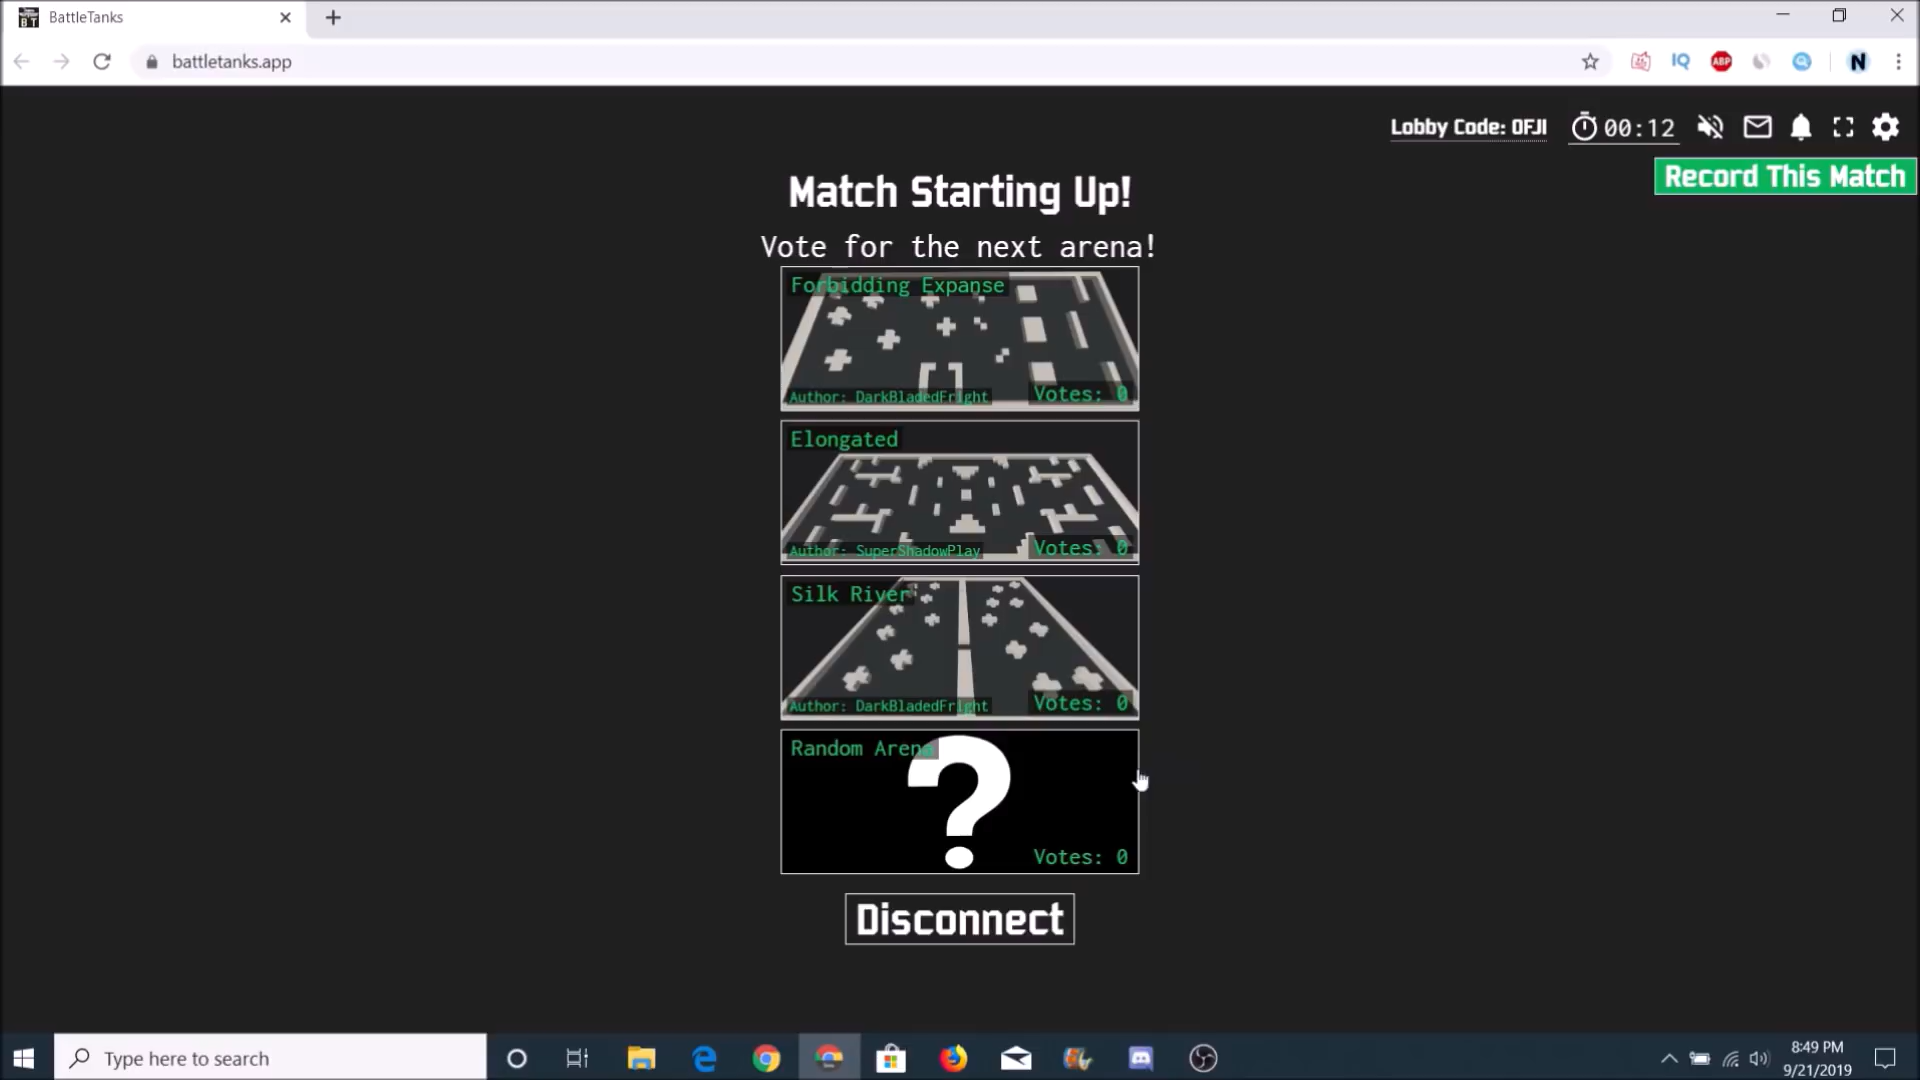 BattleTanks
battletanks.app
Lobby Code: OFJI
00:12
Record This Match
Match Starting Up!
Vote for the next arena!
Forbidding Expanse
Author: DarkBladedFright
Votes: 0
Elongated
Author: SuperShadowPlay
Votes: 0
Silk River
Author: DarkBladedFright
Votes: 0
Random Arena
?
Votes: 0
Disconnect
Type here to search
8:49 PM
9/21/2019